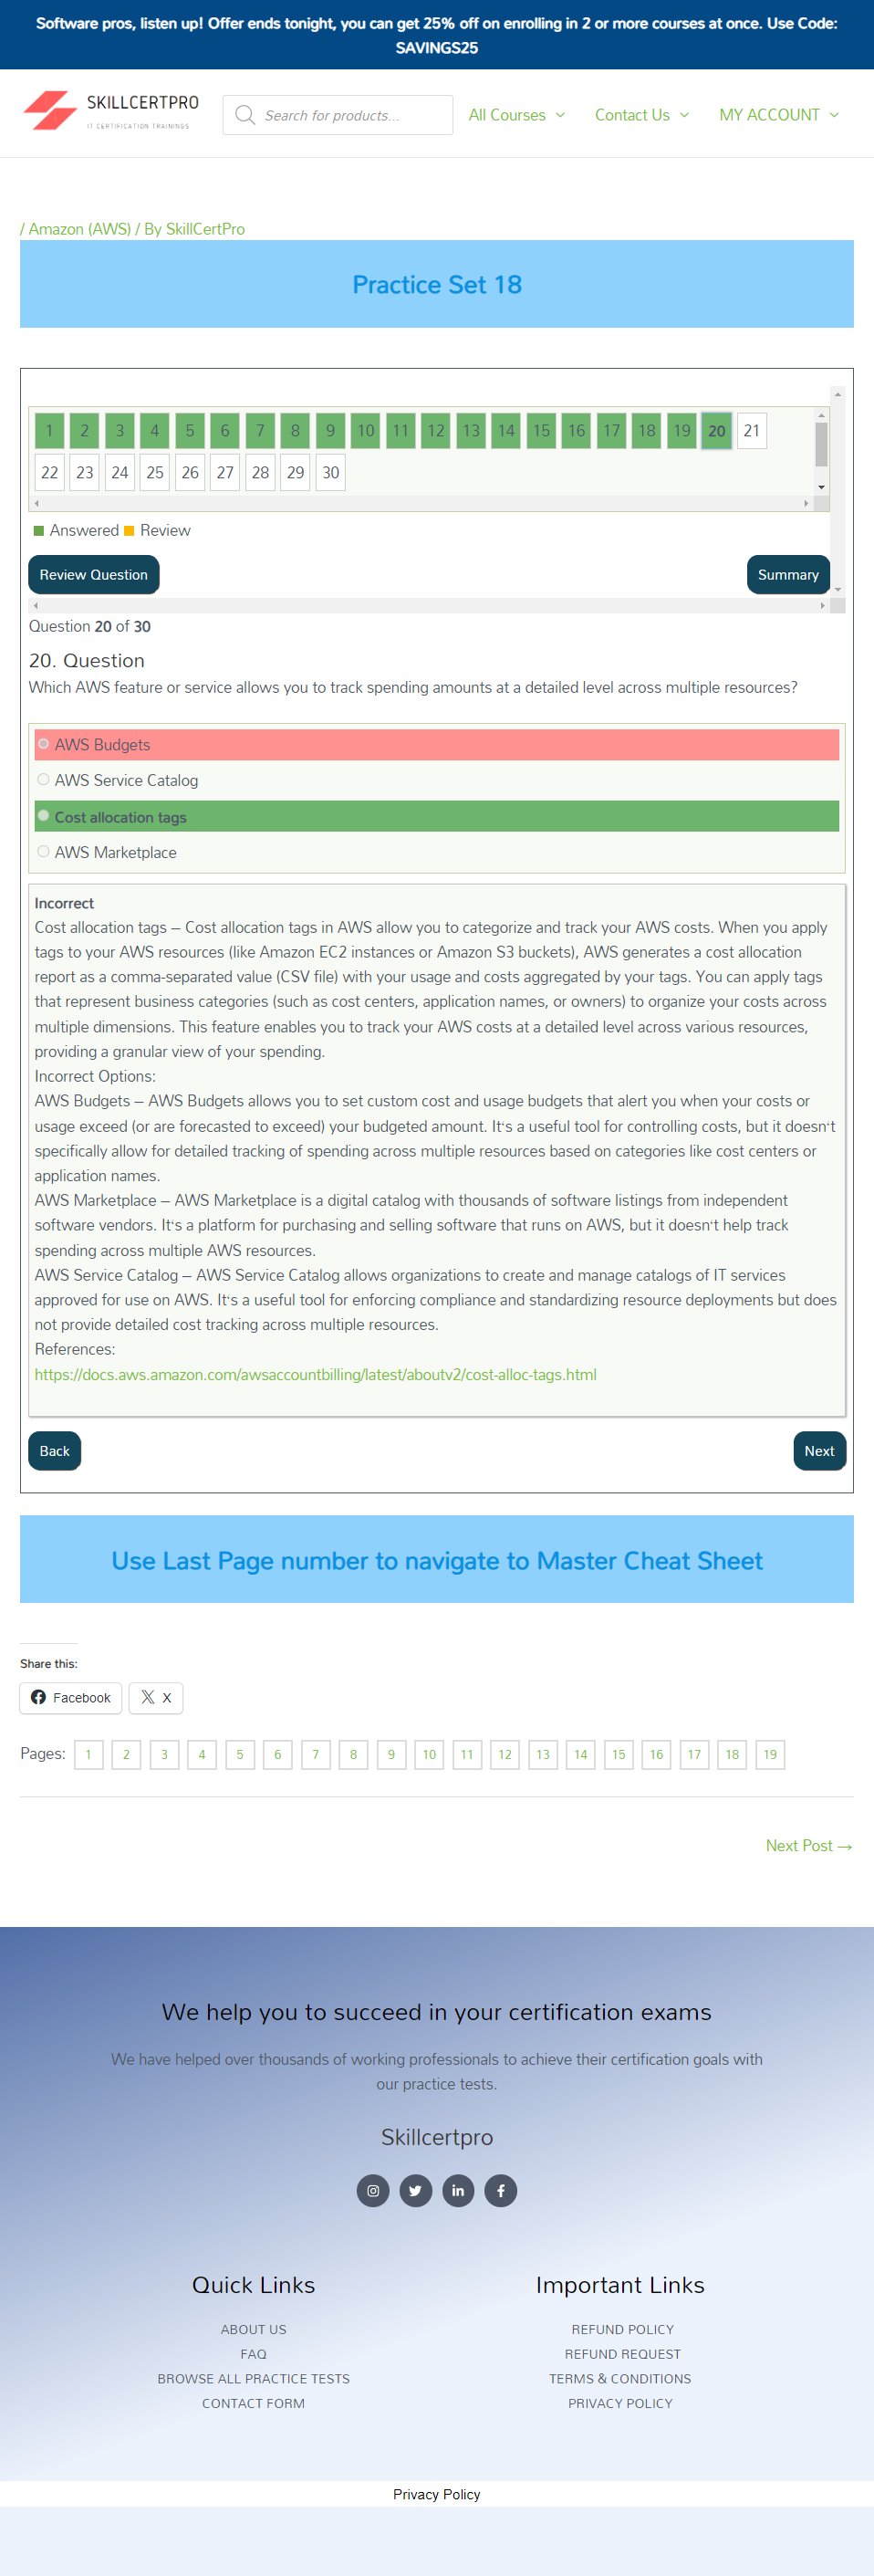 Software pros, listen up! Offer ends tonight, you can get 25% off on enrolling in 2 or more courses at once. Use Code:
SAVINGS25
SKILLCERTPRO
IT CERTIFICATION TRAININGS
Search for products...
All Courses
Contact Us
MY ACCOUNT
/ Amazon (AWS) / By SkillCertPro
Practice Set 18
1 2 3 4 5 6 7 8 9 10 11 12 13 14 15 16 17 18 19 20 21
22 23 24 25 26 27 28 29 30
Answered Review
Review Question
Summary
Question 20 of 30
20. Question
Which AWS feature or service allows you to track spending amounts at a detailed level across multiple resources?
AWS Budgets
AWS Service Catalog
Cost allocation tags
AWS Marketplace
Incorrect
Cost allocation tags – Cost allocation tags in AWS allow you to categorize and track your AWS costs. When you apply
tags to your AWS resources (like Amazon EC2 instances or Amazon S3 buckets), AWS generates a cost allocation
report as a comma-separated value (CSV file) with your usage and costs aggregated by your tags. You can apply tags
that represent business categories (such as cost centers, application names, or owners) to organize your costs across
multiple dimensions. This feature enables you to track your AWS costs at a detailed level across various resources,
providing a granular view of your spending.
Incorrect Options:
AWS Budgets – AWS Budgets allows you to set custom cost and usage budgets that alert you when your costs or
usage exceed (or are forecasted to exceed) your budgeted amount. It‘s a useful tool for controlling costs, but it doesn‘t
specifically allow for detailed tracking of spending across multiple resources based on categories like cost centers or
application names.
AWS Marketplace – AWS Marketplace is a digital catalog with thousands of software listings from independent
software vendors. It‘s a platform for purchasing and selling software that runs on AWS, but it doesn‘t help track
spending across multiple AWS resources.
AWS Service Catalog – AWS Service Catalog allows organizations to create and manage catalogs of IT services
approved for use on AWS. It‘s a useful tool for enforcing compliance and standardizing resource deployments but does
not provide detailed cost tracking across multiple resources.
References:
https://docs.aws.amazon.com/awsaccountbilling/latest/aboutv2/cost-alloc-tags.html
Back
Next
Use Last Page number to navigate to Master Cheat Sheet
Share this:
Facebook
X
Pages: 1 2 3 4 5 6 7 8 9 10 11 12 13 14 15 16 17 18 19
Next Post →
We help you to succeed in your certification exams
We have helped over thousands of working professionals to achieve their certification goals with
our practice tests.
Skillcertpro
Quick Links
ABOUT US
FAQ
BROWSE ALL PRACTICE TESTS
CONTACT FORM
Important Links
REFUND POLICY
REFUND REQUEST
TERMS & CONDITIONS
PRIVACY POLICY
Privacy Policy